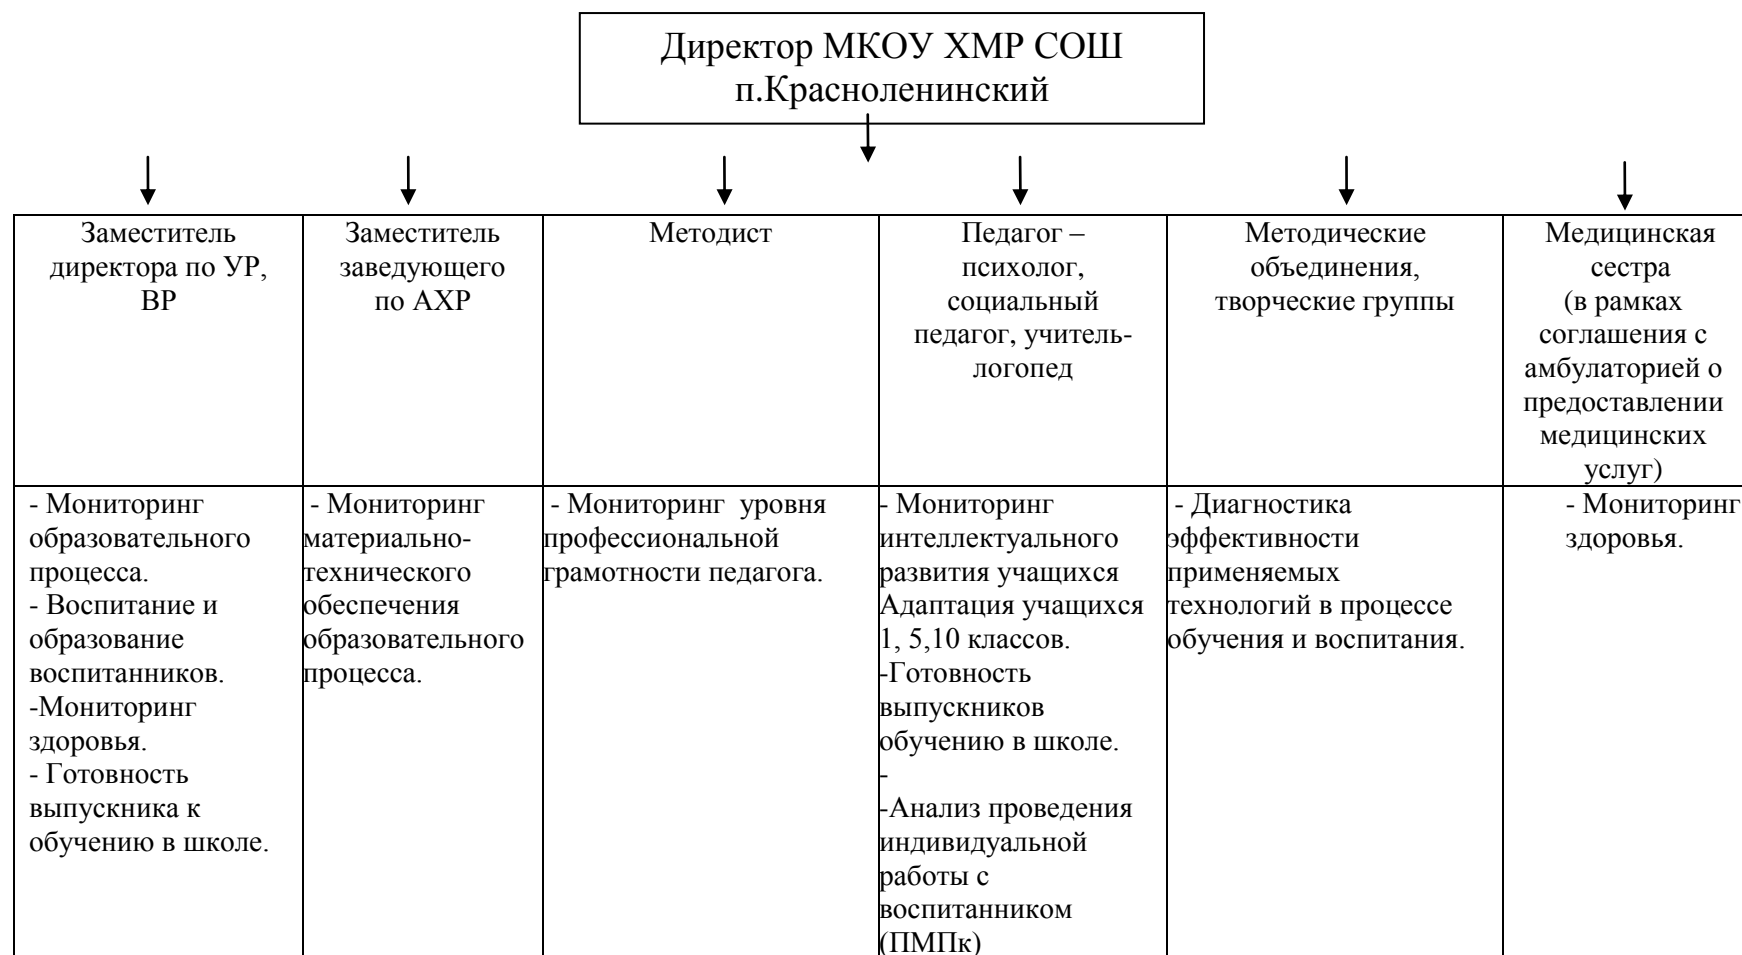 Директор МКОУ ХМР СОШ
п.Красноленинский
Заместитель
директора по УР,
ВР
Заместитель
заведующего
по АХР
Методист
Педагог –
психолог,
социальный
педагог, учитель-
логопед
Методические
объединения,
творческие группы
Медицинская
сестра
(в рамках
соглашения с
амбулаторией о
предоставлении
медицинских
услуг)
- Мониторинг
образовательного
процесса.
- Воспитание и
образование
воспитанников.
-Мониторинг
здоровья.
- Готовность
выпускника к
обучению в школе.
- Мониторинг
материально-
технического
обеспечения
образовательного
процесса.
- Мониторинг уровня
профессиональной
грамотности педагога.
- Мониторинг
интеллектуального
развития учащихся
Адаптация учащихся
1, 5,10 классов.
-Готовность
выпускников
обучению в школе.
-
-Анализ проведения
индивидуальной
работы с
воспитанником
(ПМПк)
- Диагностика
эффективности
применяемых
технологий в процессе
обучения и воспитания.
- Мониторинг
здоровья.